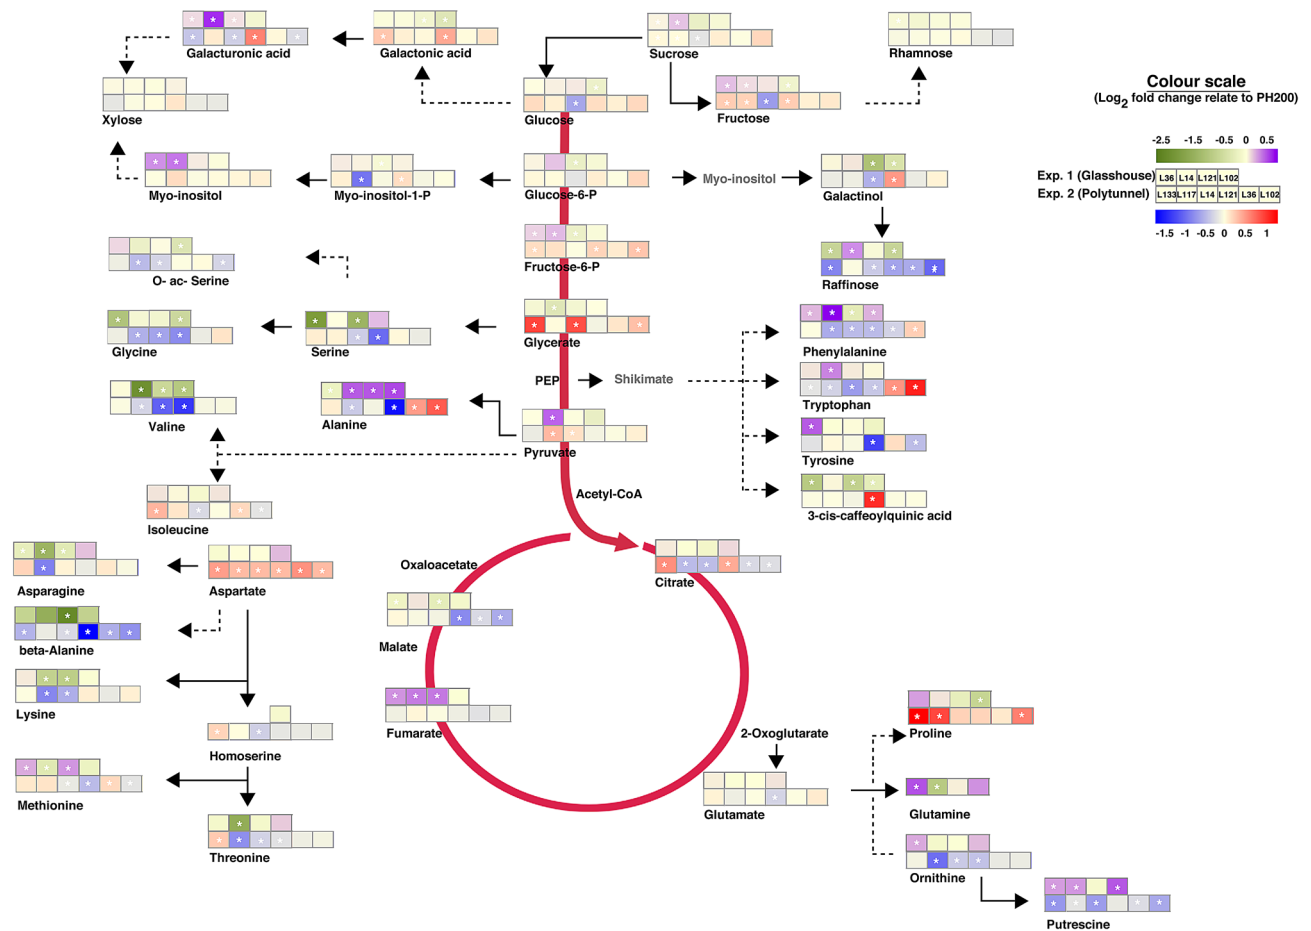 Galacturonic acid
Galactonic acid
Sucrose
Rhamnose
Colour scale
(Log2 fold change relate to PH200)
Xylose
Glucose
Fructose
-2.5 -1.5 -0.5 0 0.5
Myo-inositol
Myo-inositol-1-P
Glucose-6-P
Myo-inositol
Galactinol
Exp. 1 (Glasshouse) L36 L14 L121 L102
Exp. 2 (Polytunnel) L133 L117 L14 L121 L36 L102
-1.5 -1 -0.5 0 0.5 1
O- ac- Serine
Fructose-6-P
Raffinose
Glycine
Serine
Glycerate
Phenylalanine
PEP
Shikimate
Tryptophan
Valine
Alanine
Pyruvate
Tyrosine
Acetyl-CoA
3-cis-caffeoylquinic acid
Isoleucine
Oxaloacetate
Citrate
Asparagine
Aspartate
beta-Alanine
Malate
Lysine
Fumarate
2-Oxoglutarate
Proline
Homoserine
Methionine
Glutamate
Glutamine
Threonine
Ornithine
Putrescine